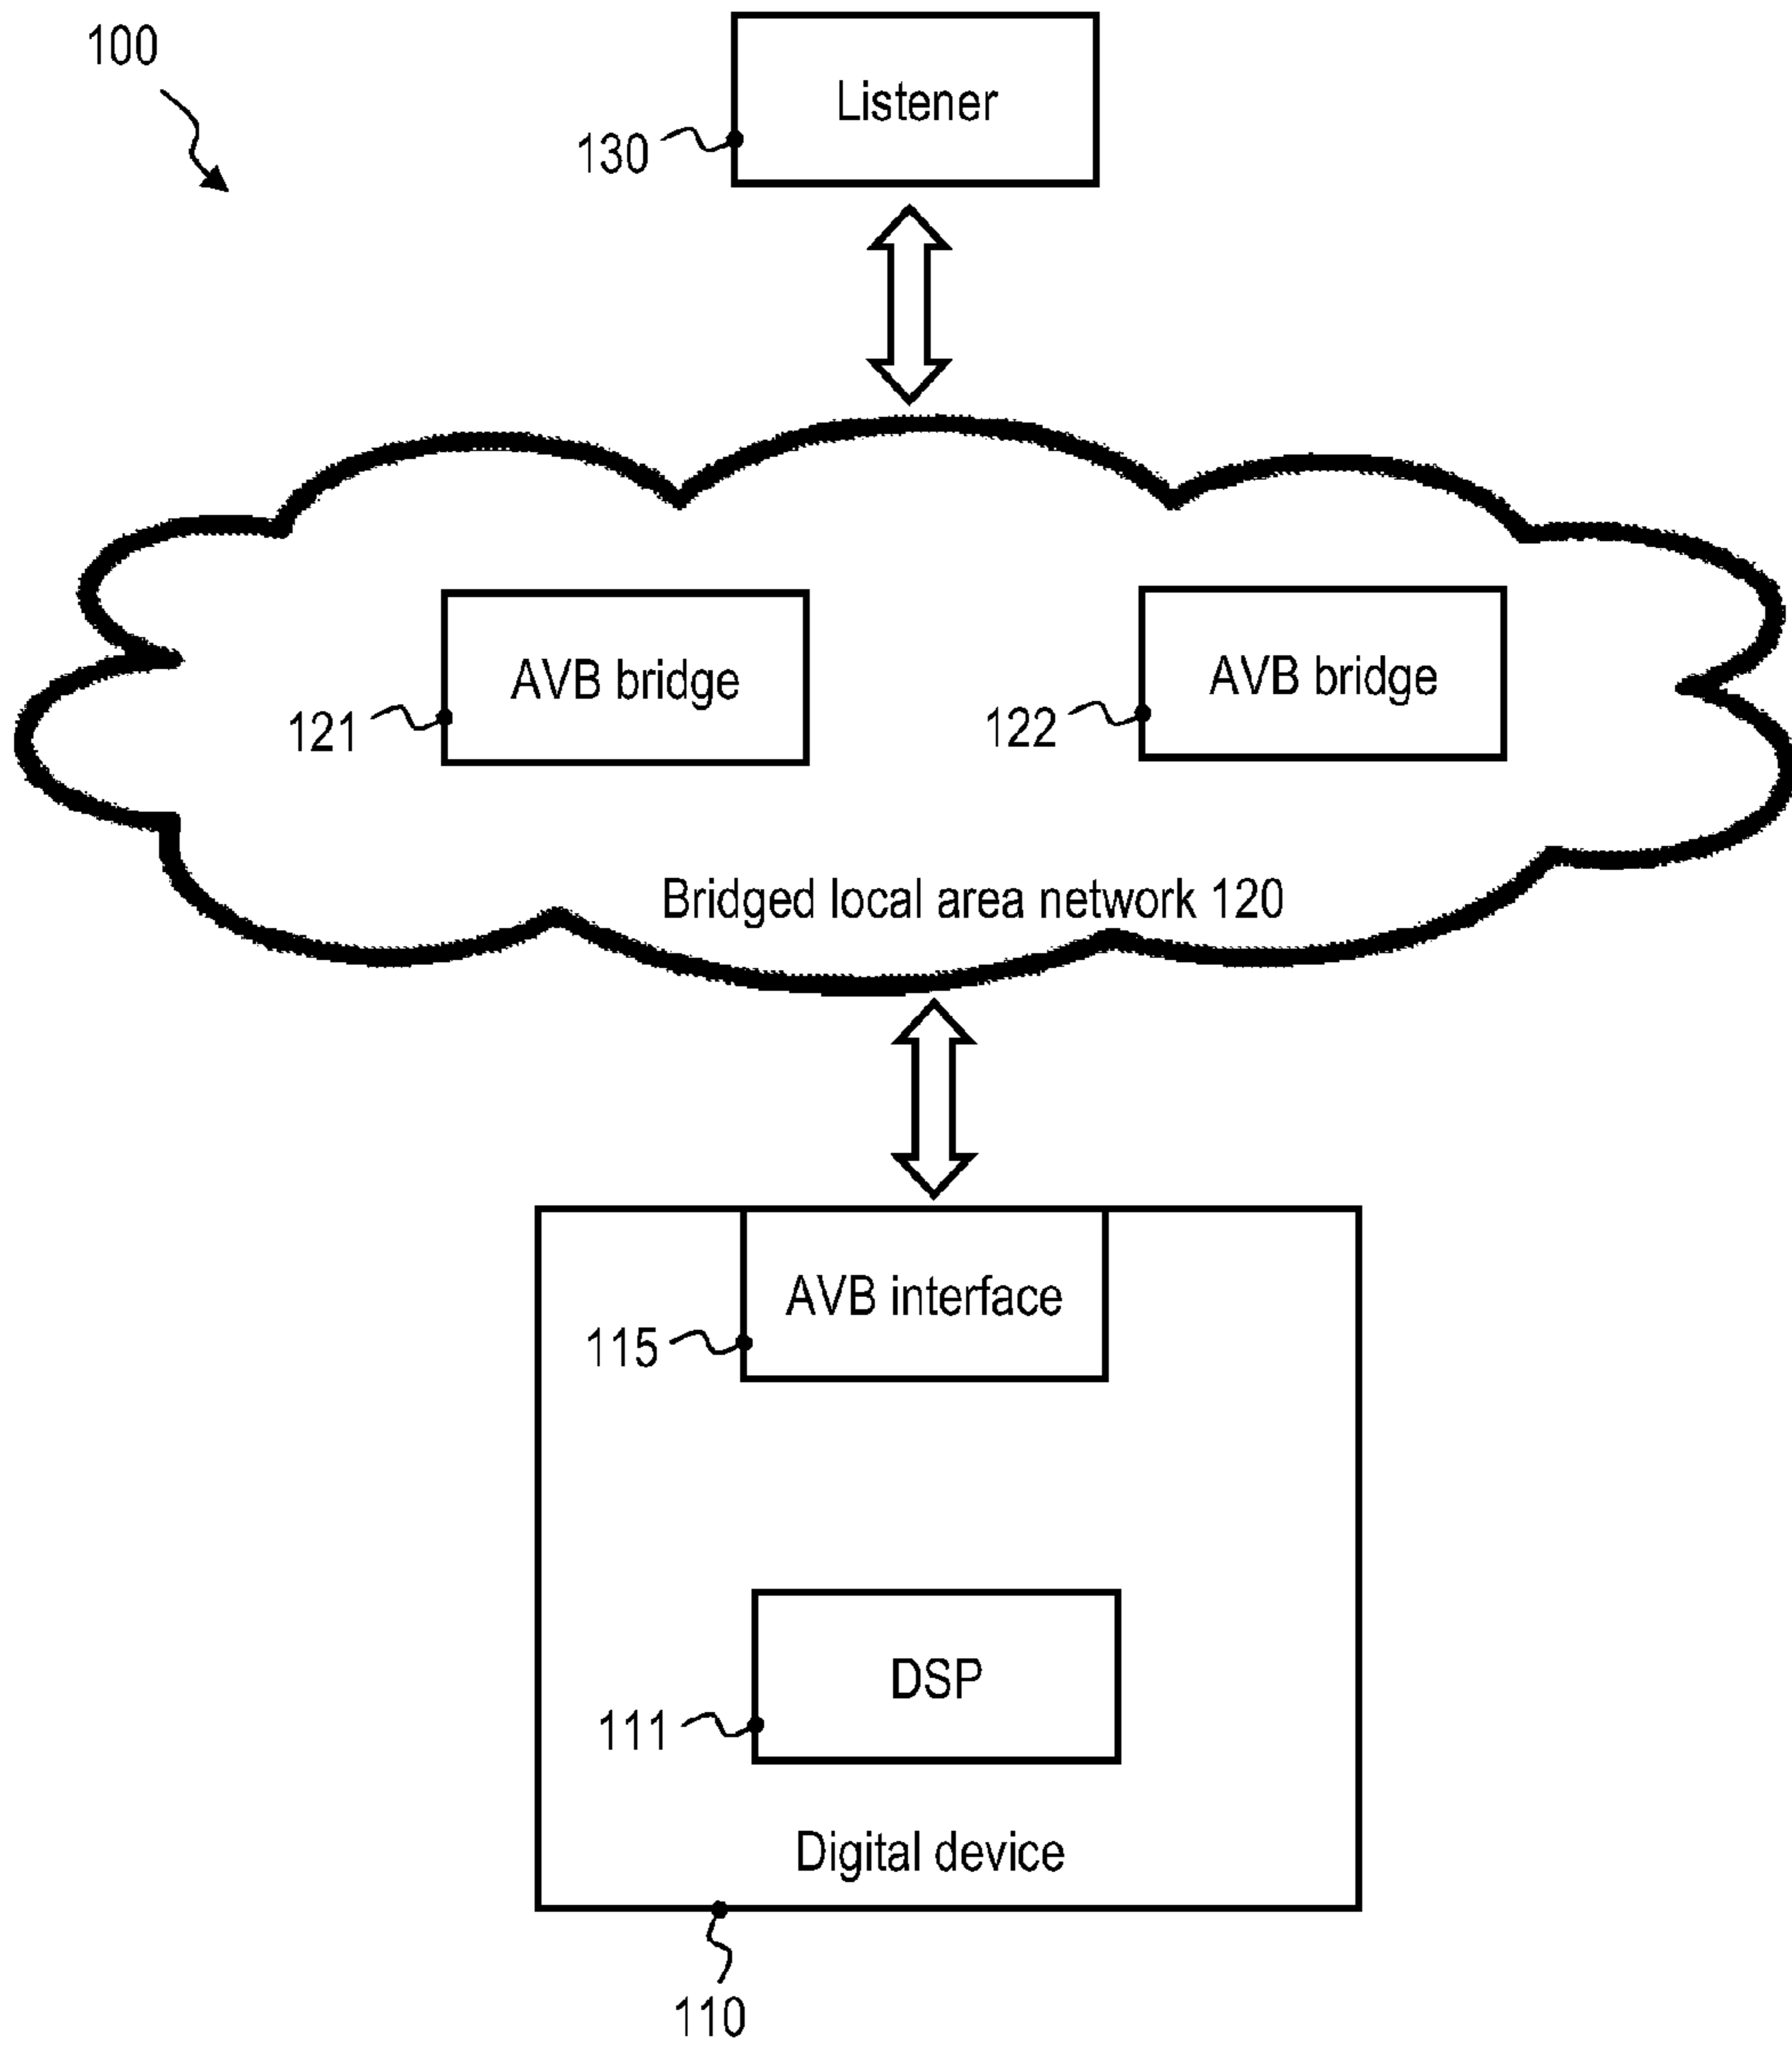 100
Listener
130
AVB bridge
121
AVB bridge
122
Bridged local area network 120
AVB interface
115
DSP
111
Digital device
110